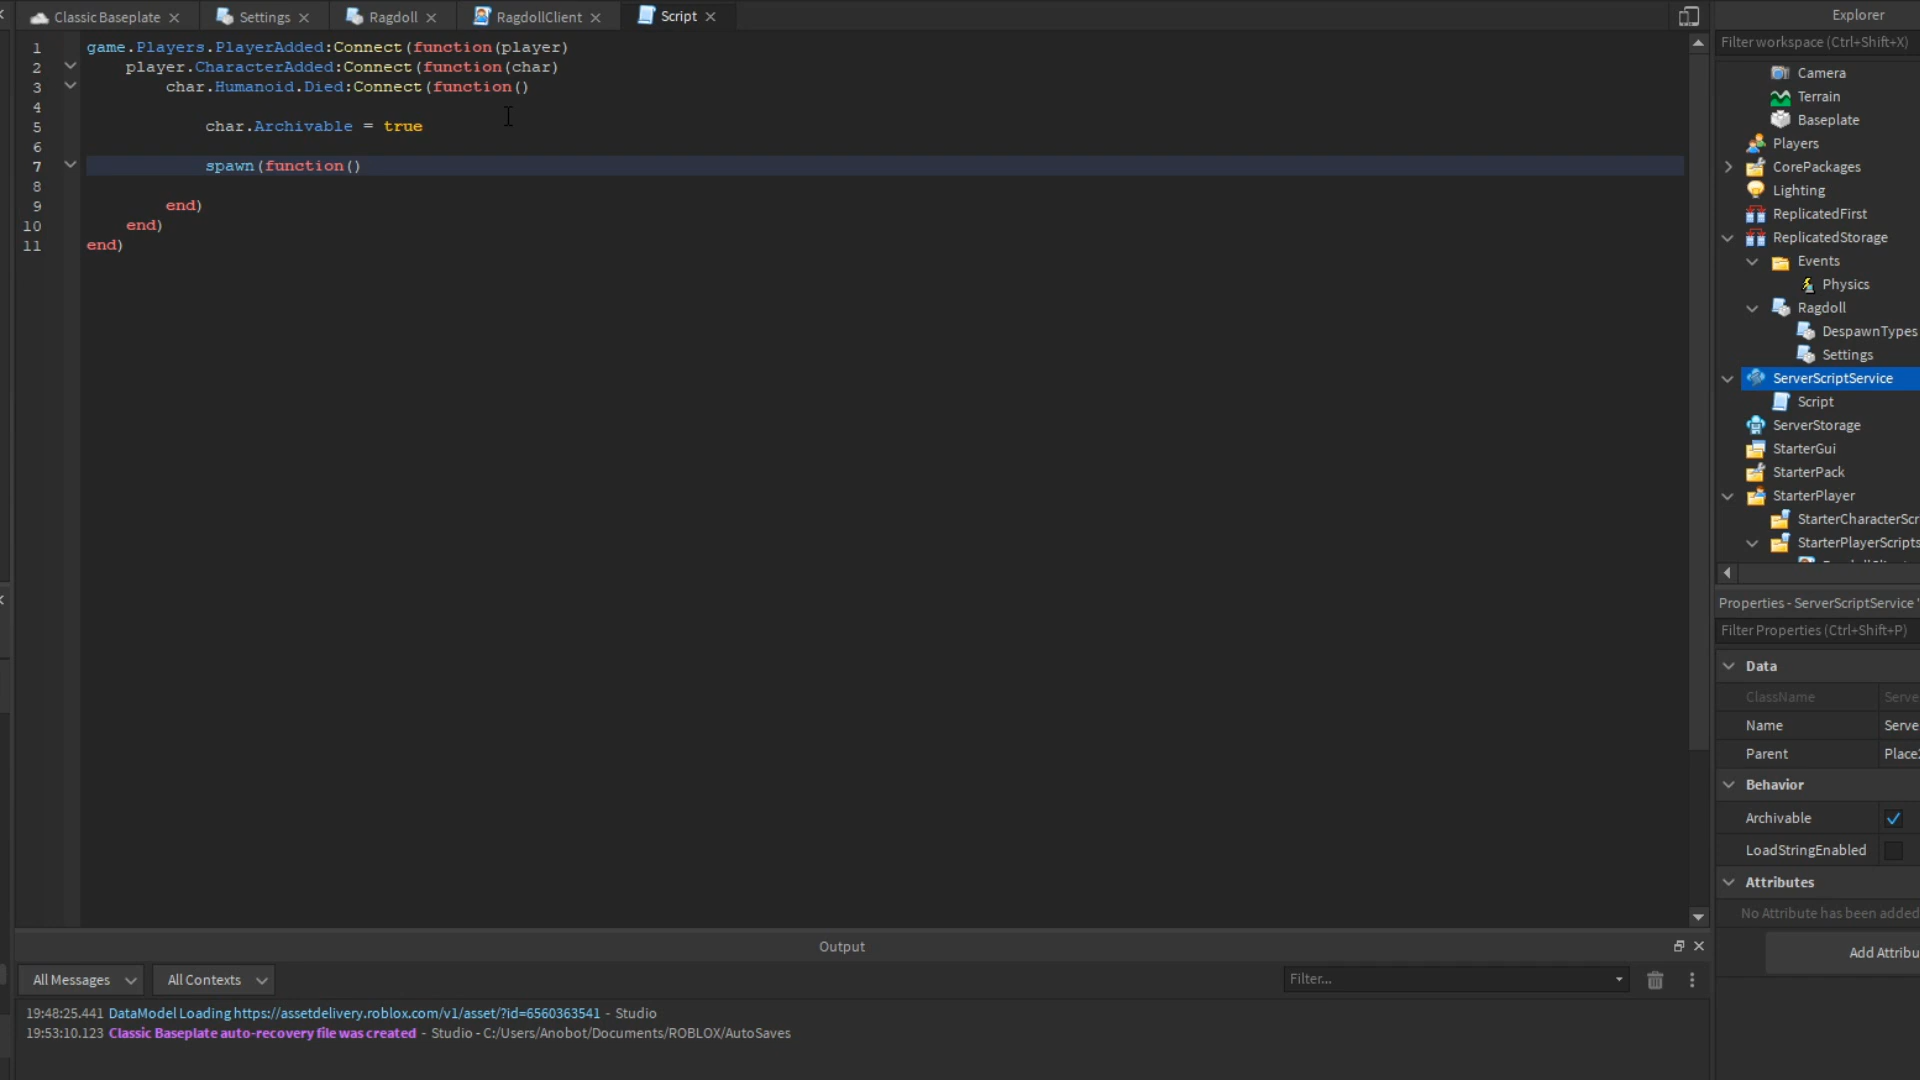 Classic Baseplate
Settings
Ragdoll
RagdollClient
Script
Explorer
Filter workspace (Ctrl+Shift+X)
1 game.Players.PlayerAdded:Connect(function(player)
2 player.CharacterAdded:Connect(function(char)
3 char.Humanoid.Died:Connect(function()
4
5 char.Archivable = true
6
7 spawn(function()
8
9 end)
10 end)
11 end)
Camera
Terrain
Baseplate
Players
CorePackages
Lighting
ReplicatedFirst
ReplicatedStorage
Events
Physics
Ragdoll
DespawnTypes
Settings
ServerScriptService
Script
ServerStorage
StarterGui
StarterPack
StarterPlayer
StarterCharacterScr
StarterPlayerScripts
Properties - ServerScriptService "
Filter Properties (Ctrl+Shift+P)
Data
ClassName Serve
Name Serve
Parent Place
Behavior
Archivable
LoadStringEnabled
Attributes
No Attribute has been added
Add Attribu
Output
All Messages
All Contexts
Filter...
19:48:25.441 DataModel Loading https://assetdelivery.roblox.com/v1/asset/?id=6560363541 - Studio
19:53:10.123 Classic Baseplate auto-recovery file was created - Studio - C:/Users/Anobot/Documents/ROBLOX/AutoSaves